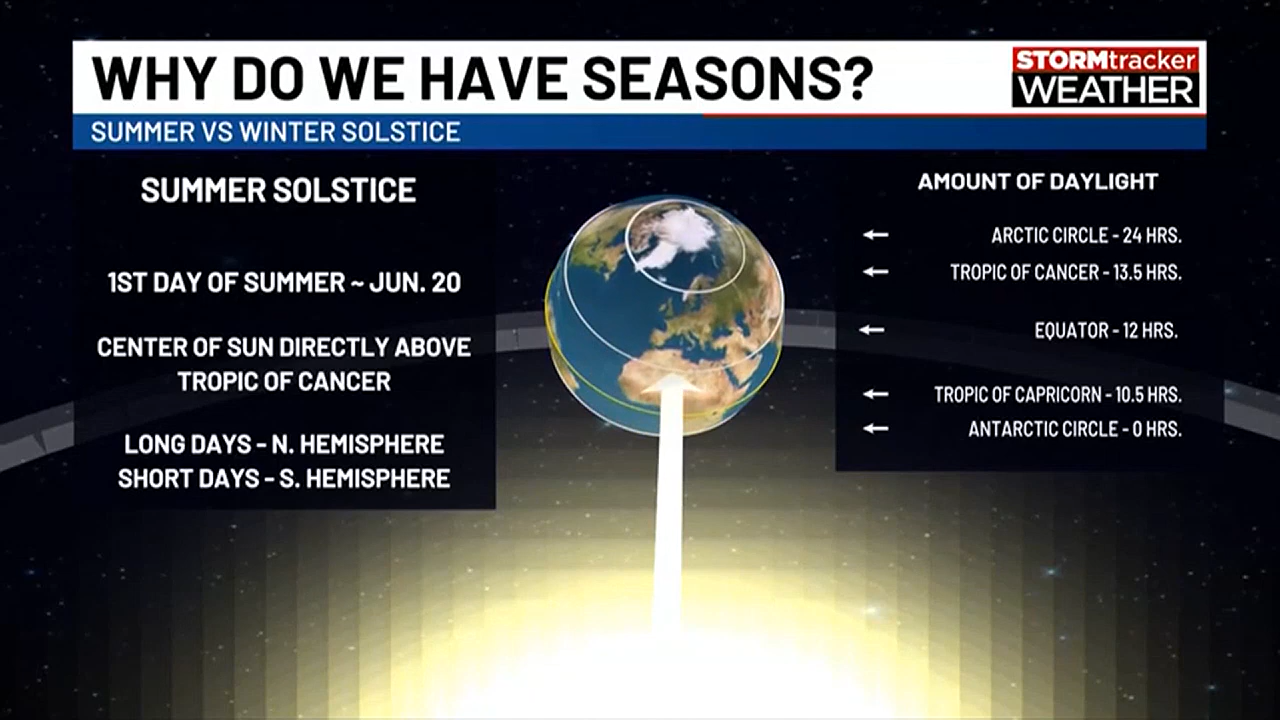 WHY DO WE HAVE SEASONS?
STORMtracker
WEATHER
SUMMER VS WINTER SOLSTICE
SUMMER SOLSTICE
1ST DAY OF SUMMER ~ JUN. 20
CENTER OF SUN DIRECTLY ABOVE
TROPIC OF CANCER
LONG DAYS - N. HEMISPHERE
SHORT DAYS - S. HEMISPHERE
AMOUNT OF DAYLIGHT
ARCTIC CIRCLE - 24 HRS.
TROPIC OF CANCER - 13.5 HRS.
EQUATOR - 12 HRS.
TROPIC OF CAPRICORN - 10.5 HRS.
ANTARCTIC CIRCLE - 0 HRS.